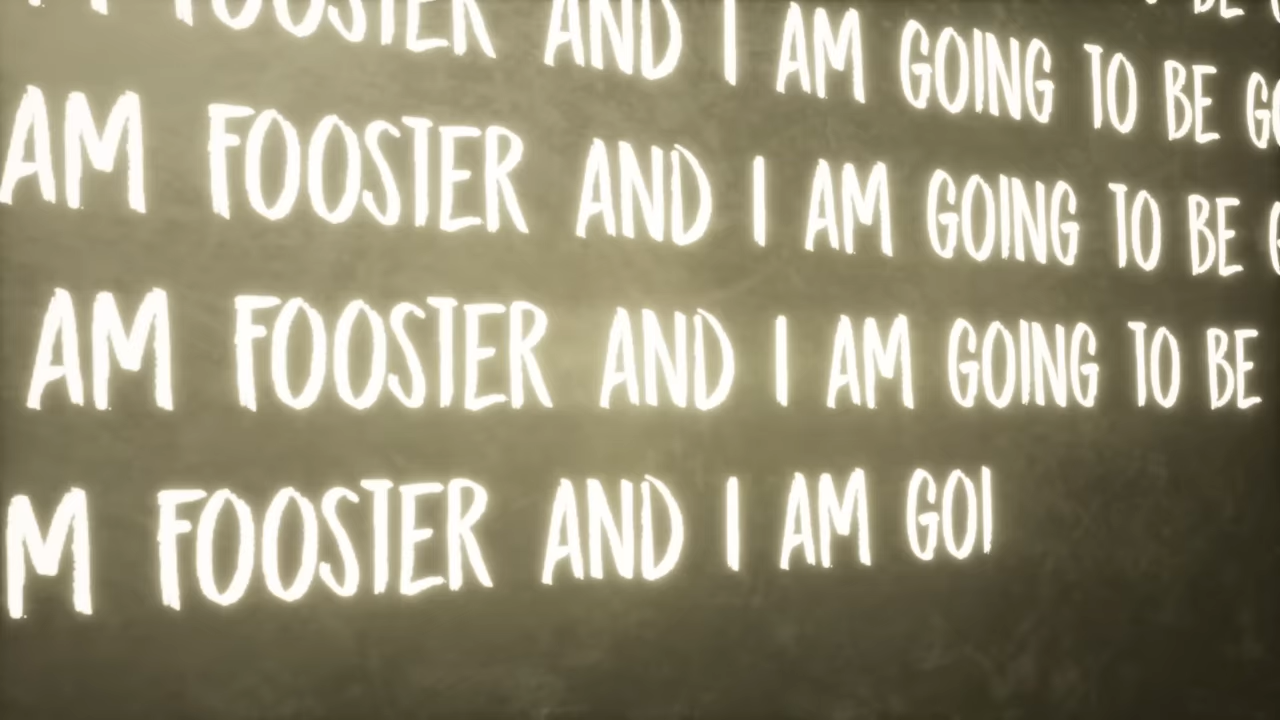 FOOSTER AND I AM GOING TO BE
AM FOOSTER AND I AM GOING TO BE
AM FOOSTER AND I AM GOING TO BE
M FOOSTER AND I AM GOI